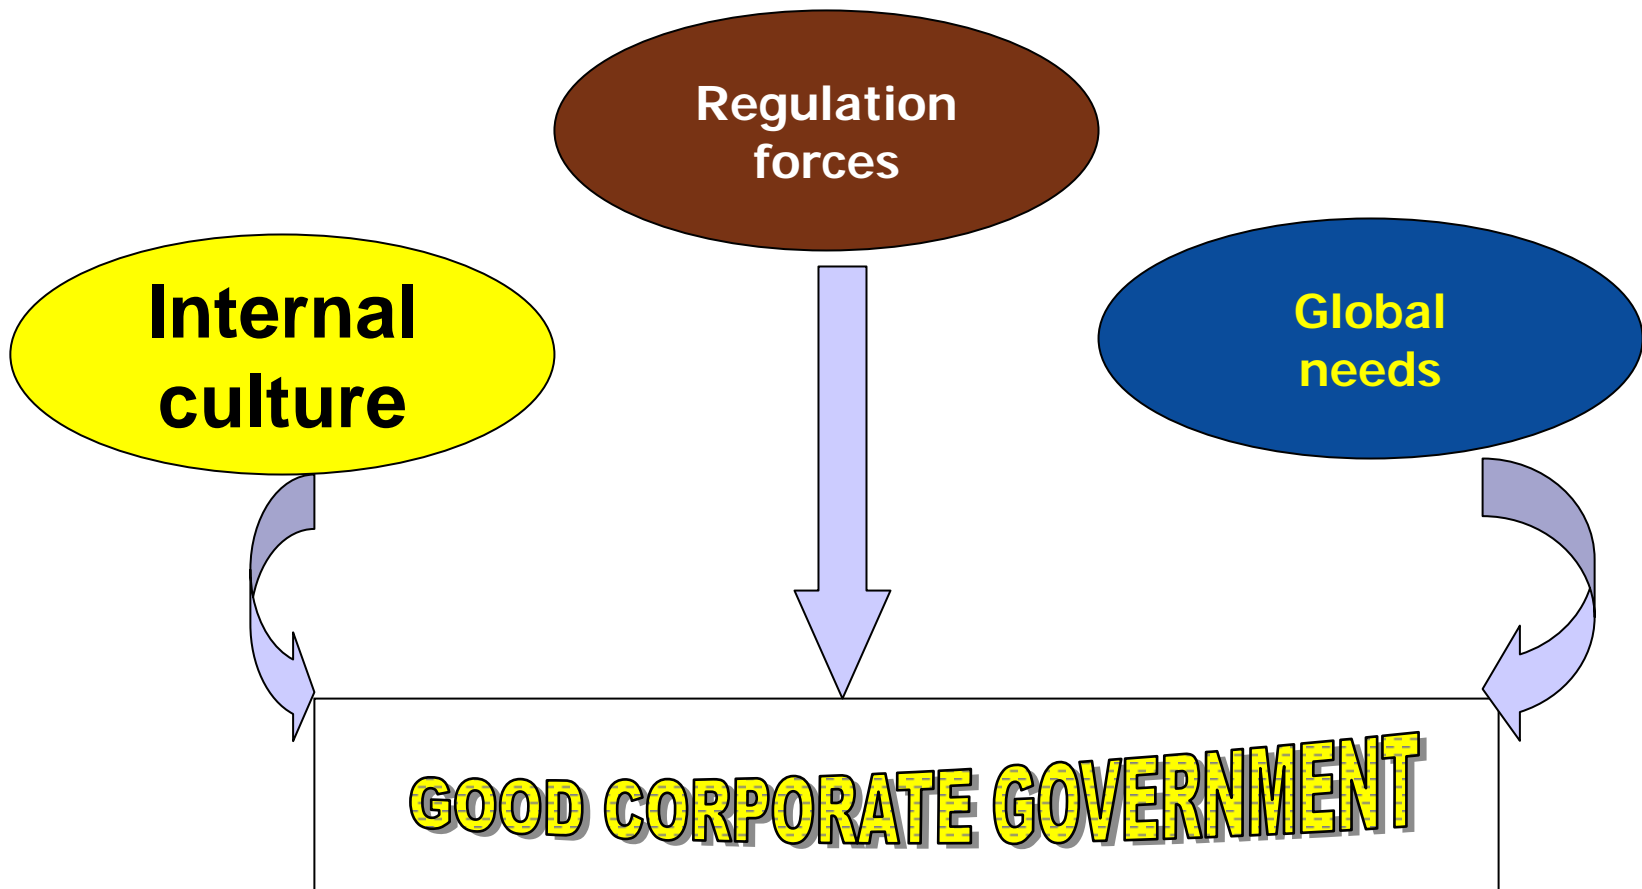 Regulation
forces
Internal
culture
Global
needs
GOOD CORPORATE GOVERNMENT